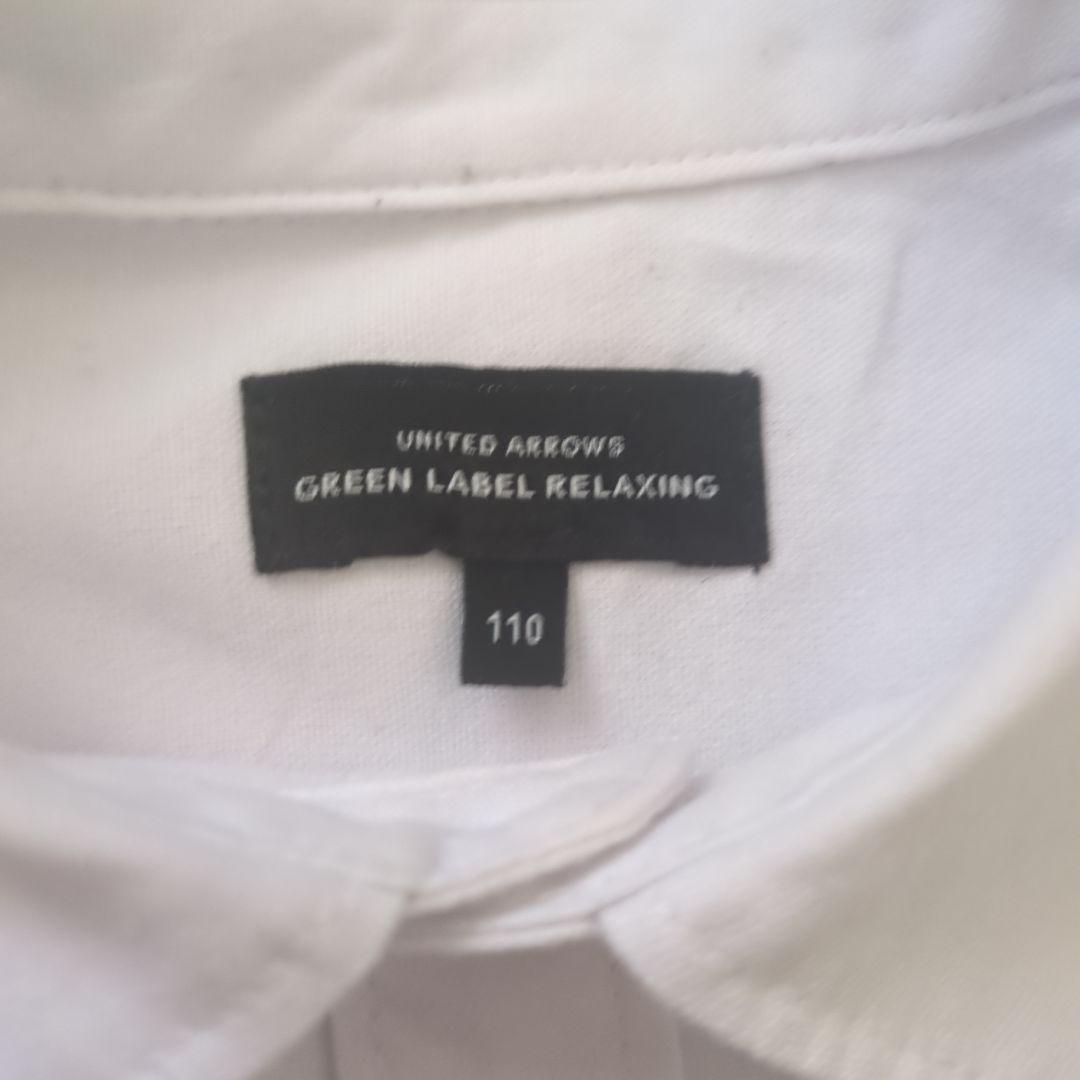 UNITED ARROWS
GREEN LABEL RELAXING
110